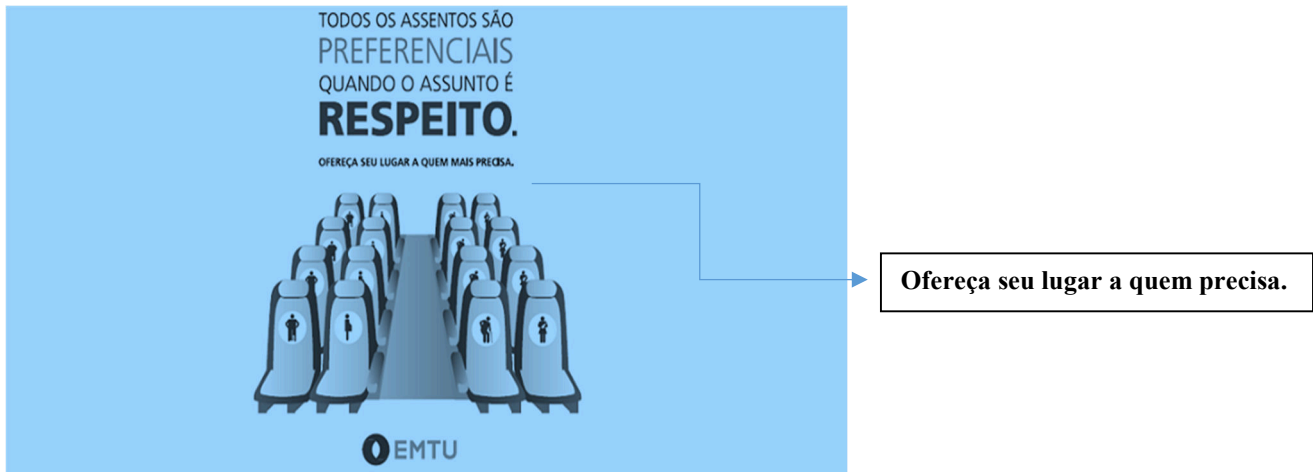 TODOS OS ASSENTOS SÃO
PREFERENCIAIS
QUANDO O ASSUNTO É
RESPEITO.
OFEREÇA SEU LUGAR A QUEM MAIS PRECISA.
Ofereça seu lugar a quem precisa.
EMTU